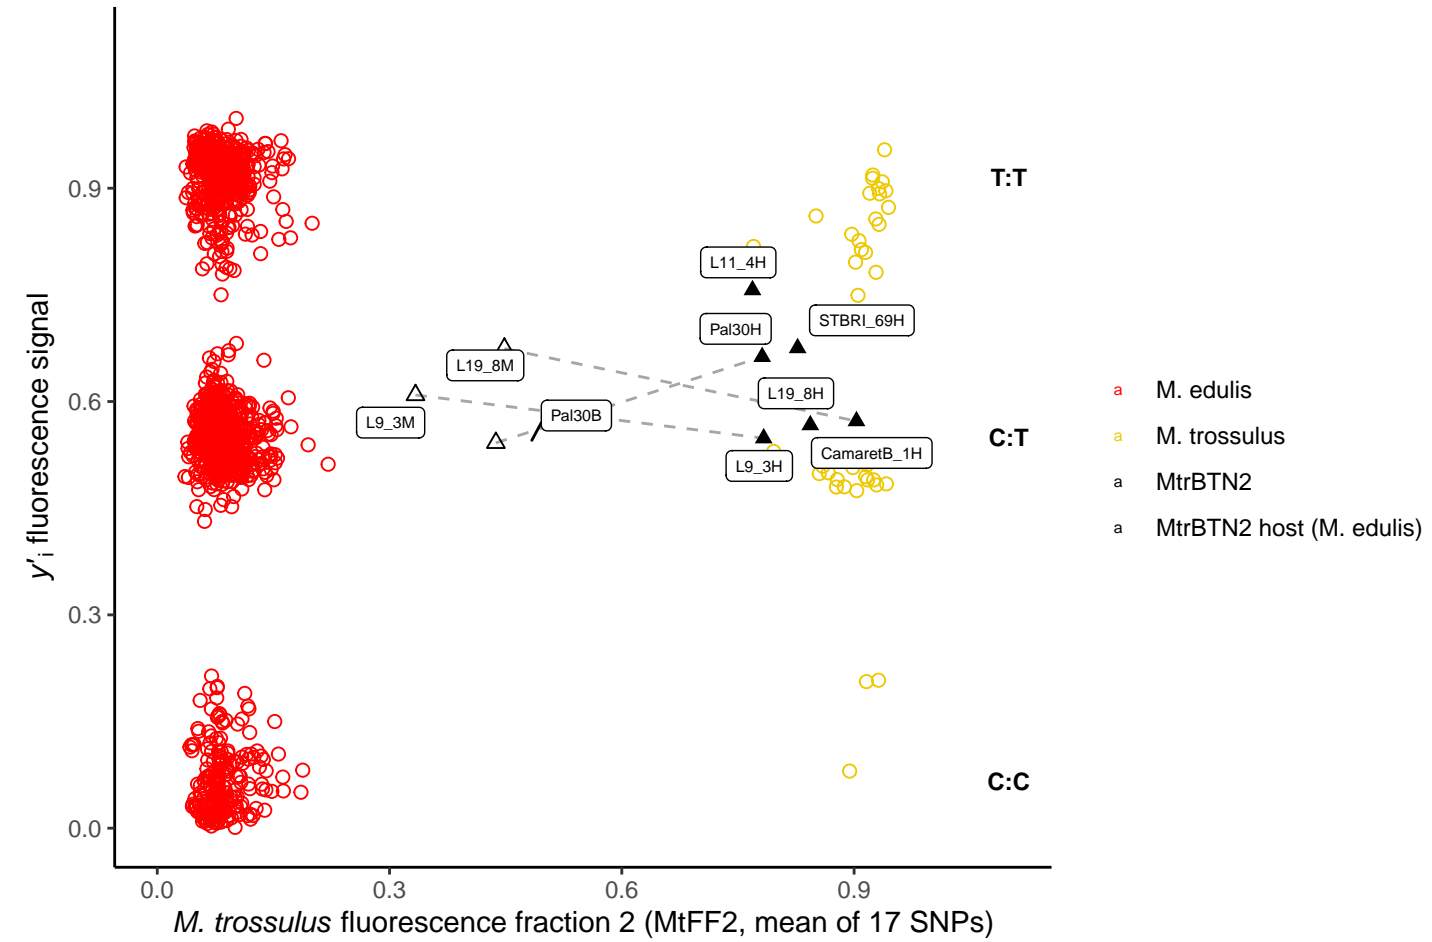 T:T
0.9
L11_4H
STBRI_69H
Pal30H
L19_8M
0.6
L19_8H
L9_3M
Pal30B
C:T
CamaretB_1H
L9_3H
0.3
C:C
0.0
y'i fluorescence signal
0.0 0.3 0.6 0.9
M. trossulus fluorescence fraction 2 (MtFF2, mean of 17 SNPs)
a M. edulis
a M. trossulus
a MtrBTN2
a MtrBTN2 host (M. edulis)